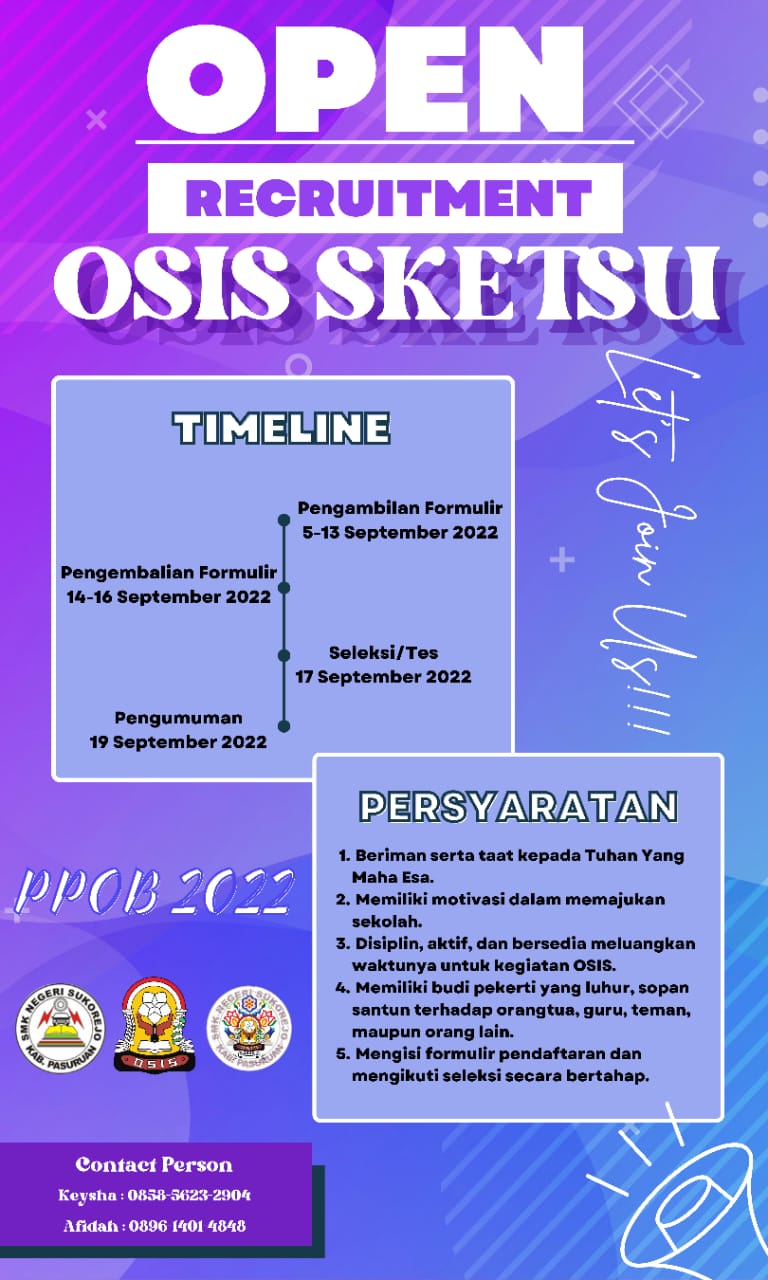 OPEN
RECRUITMENT
OSIS SKETSU
Let's Join Us!!!
TIMELINE
Pengambilan Formulir
5-13 September 2022
Pengembalian Formulir
14-16 September 2022
Seleksi/Tes
17 September 2022
Pengumuman
19 September 2022
PERSYARATAN
1. Beriman serta taat kepada Tuhan Yang
Maha Esa.
2. Memiliki motivasi dalam memajukan
sekolah.
3. Disiplin, aktif, dan bersedia meluangkan
waktunya untuk kegiatan OSIS.
4. Memiliki budi pekerti yang luhur, sopan
santun terhadap orangtua, guru, teman,
maupun orang lain.
5. Mengisi formulir pendaftaran dan
mengikuti seleksi secara bertahap.
PPOB 2022
SMK NEGERI SUKOREJO
KAB. PASURUAN
OSIS
SMK NEGERI SUKOREJO
KAB. PASURUAN
Contact Person
Keysha : 0858-5623-2904
Afidah : 0896 1401 4848